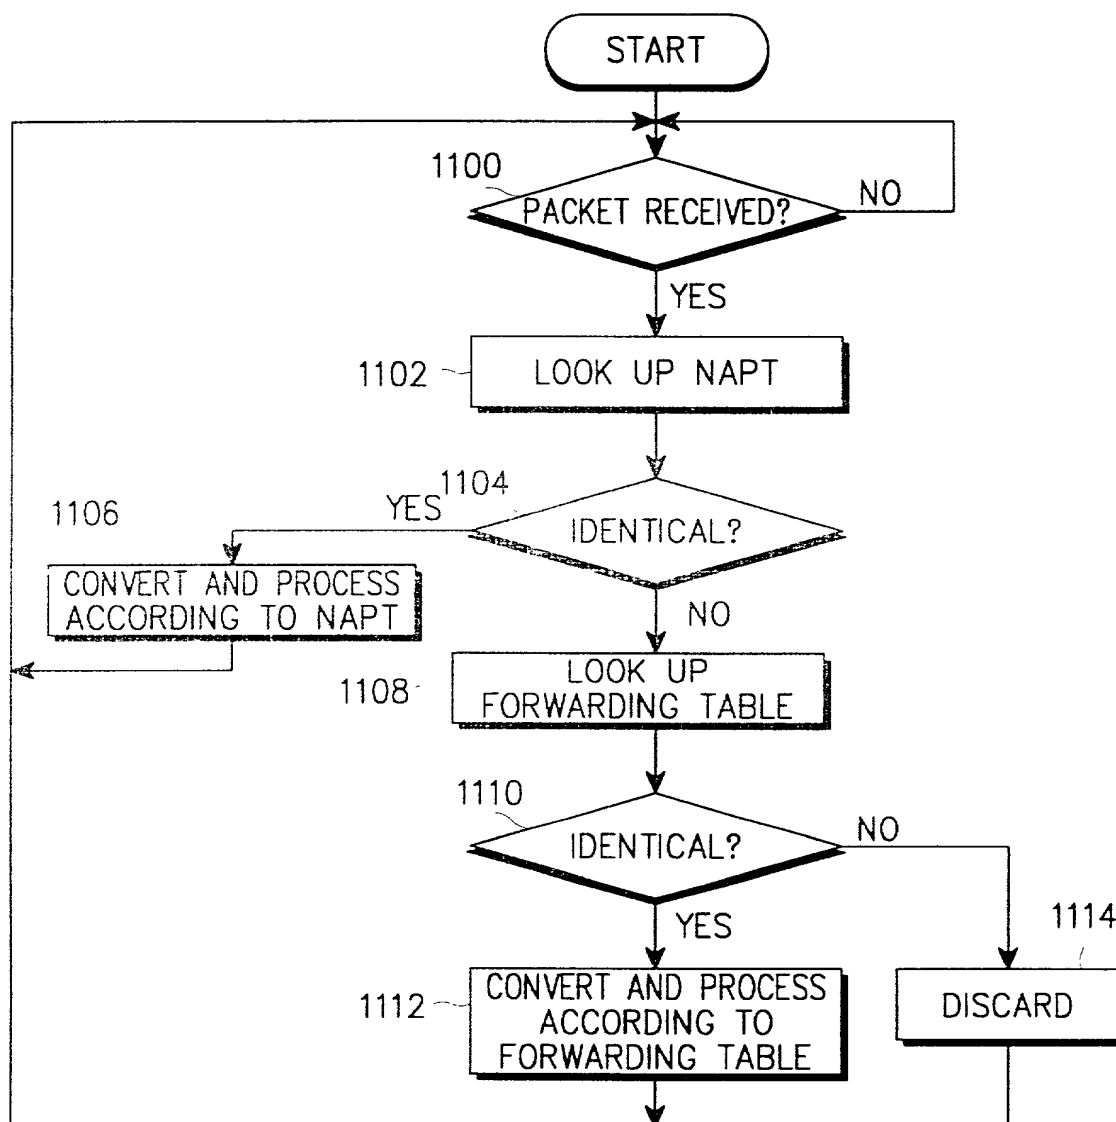 START
1100
PACKET RECEIVED?
NO
YES
1102
LOOK UP NAPT
1104
YES
IDENTICAL?
1106
CONVERT AND PROCESS
ACCORDING TO NAPT
NO
1108
LOOK UP
FORWARDING TABLE
1110
IDENTICAL?
NO
YES
1114
1112
CONVERT AND PROCESS
ACCORDING TO
FORWARDING TABLE
DISCARD